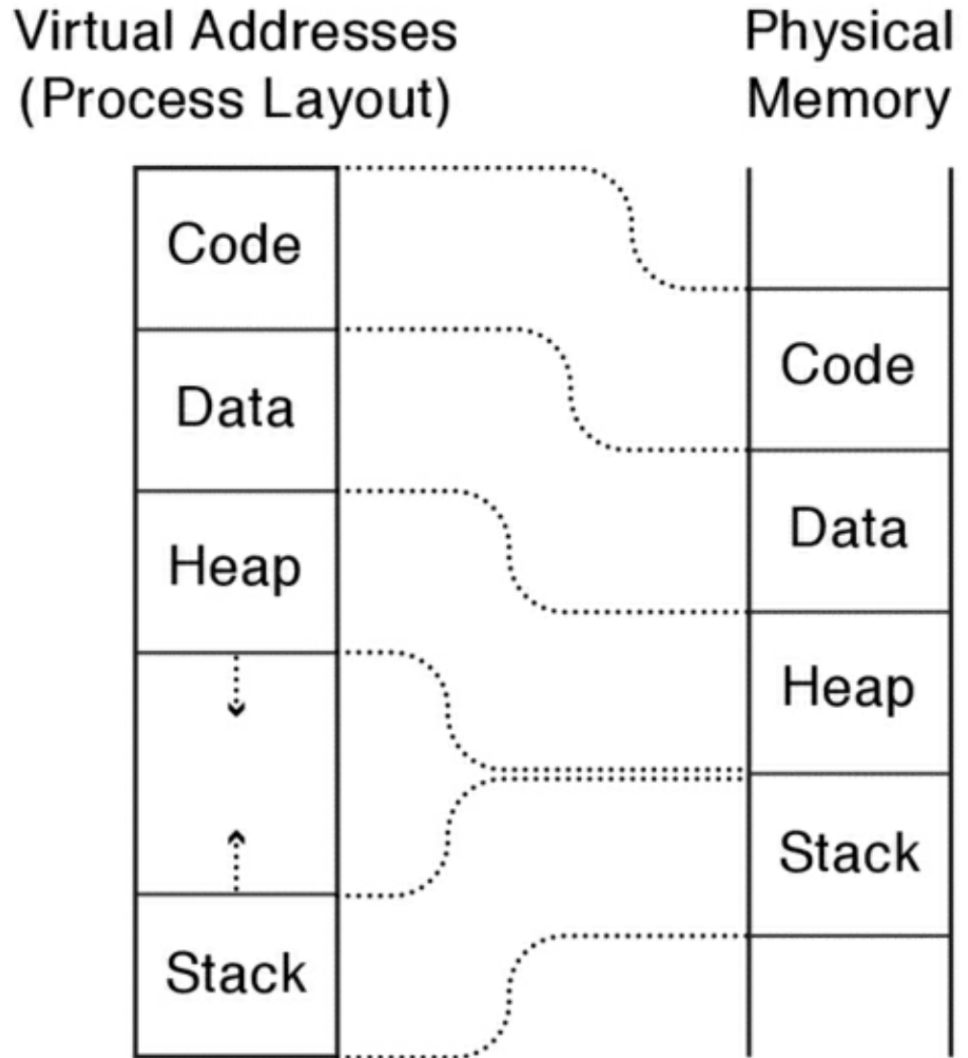 Virtual Addresses
(Process Layout)
Physical
Memory
Code
Data
Heap
Stack
Code
Data
Heap
Stack